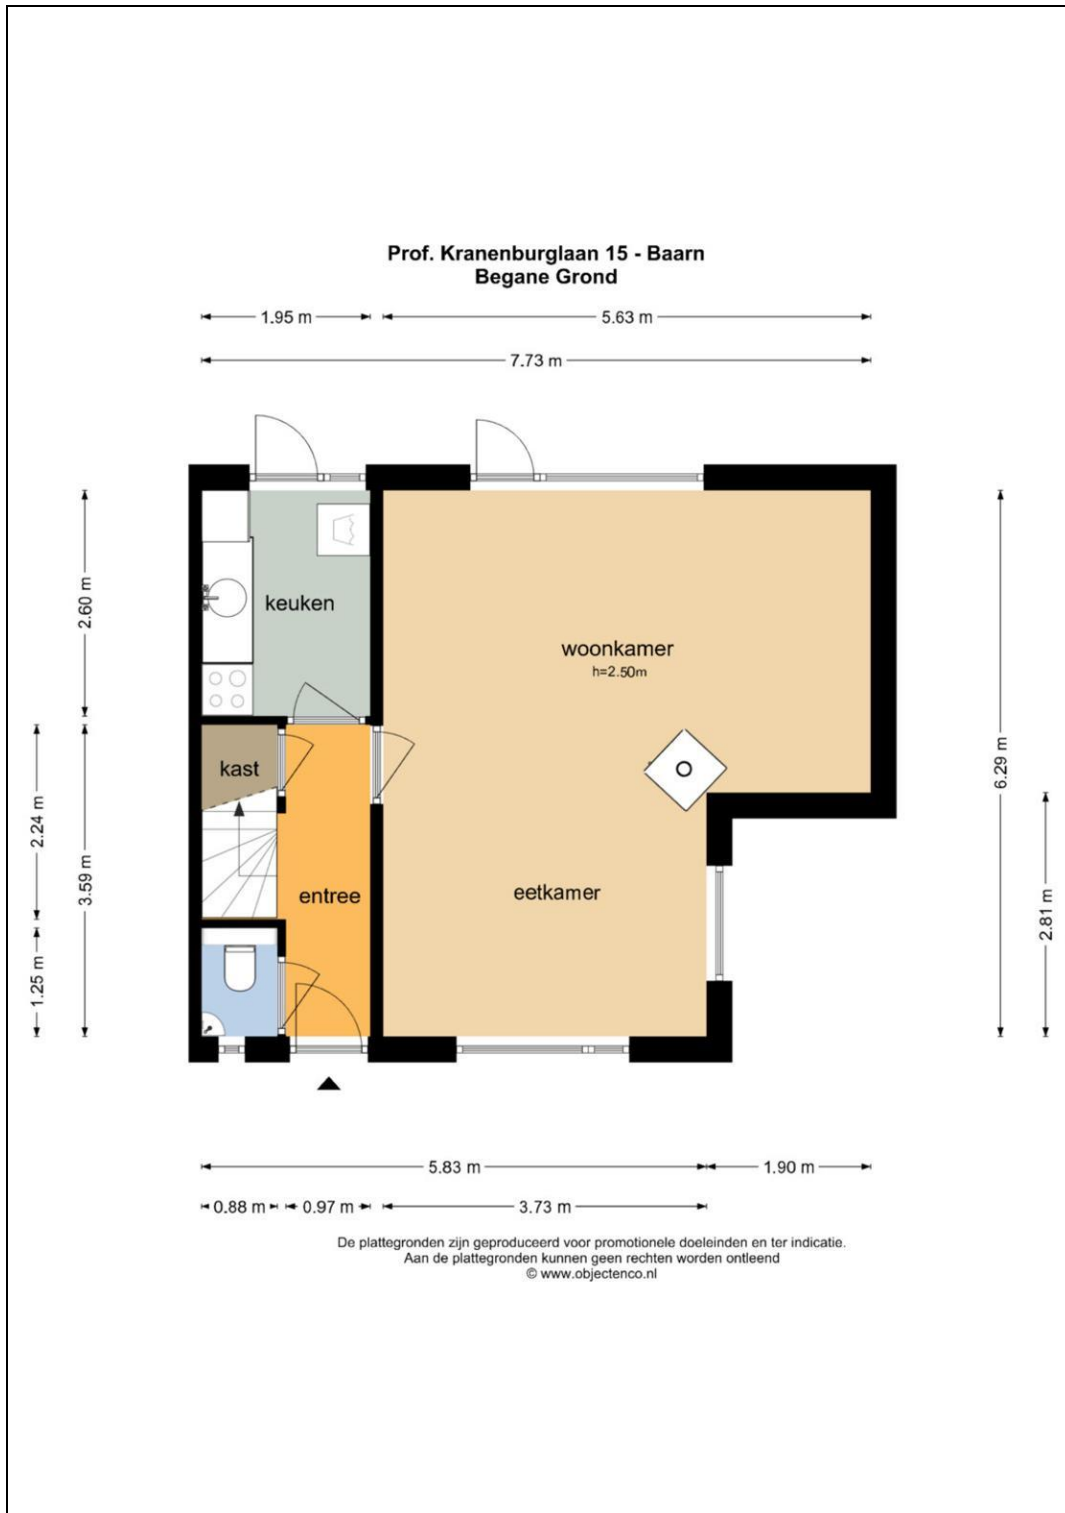 Prof. Kranenburglaan 15 - Baarn
Begane Grond
1.95 m
5.63 m
7.73 m
2.60 m
keuken
woonkamer
h=2.50m
kast
2.24 m
3.59 m
6.29 m
entree
eetkamer
2.81 m
1.25 m
5.83 m
1.90 m
0.88 m
0.97 m
3.73 m
De plattegronden zijn geproduceerd voor promotionele doeleinden en ter indicatie.
Aan de plattegronden kunnen geen rechten worden ontleend
© www.objectenco.nl